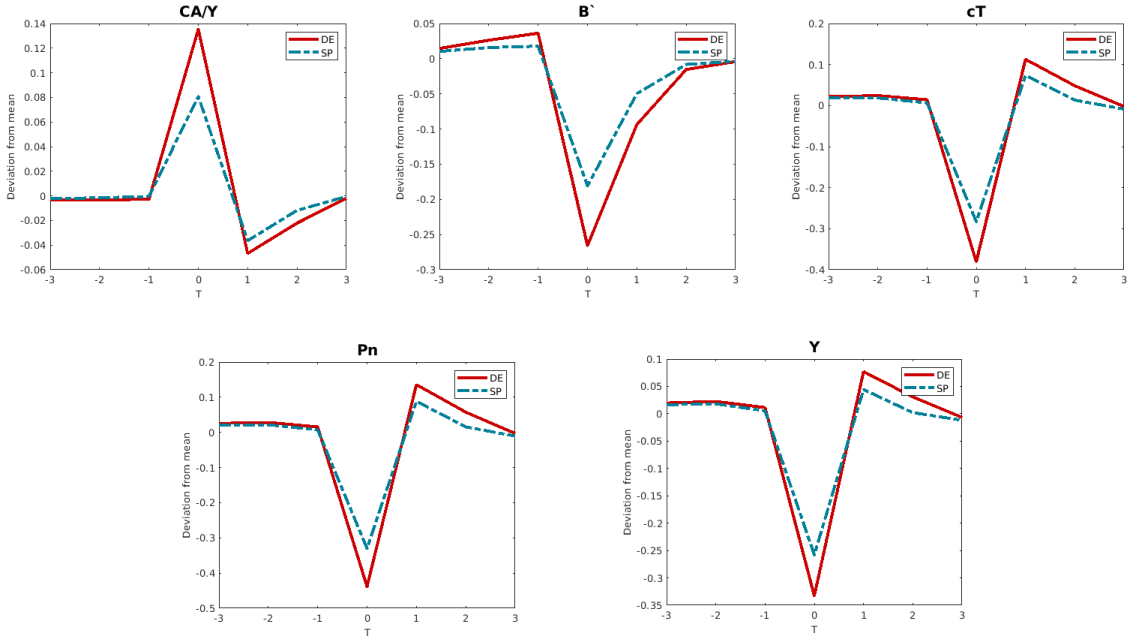 CA/Y
0.14
0.12
0.1
0.08
0.06
0.04
0.02
0
-0.02
-0.04
-0.06
Deviation from mean
DE
SP
-3 -2 -1 0 1 2 3
T
B`
0.05
0
-0.05
-0.1
-0.15
-0.2
-0.25
-0.3
Deviation from mean
DE
SP
-3 -2 -1 0 1 2 3
T
cT
0.2
0.1
0
-0.1
-0.2
-0.3
-0.4
Deviation from mean
DE
SP
-3 -2 -1 0 1 2 3
T
Pn
0.2
0.1
0
-0.1
-0.2
-0.3
-0.4
-0.5
Deviation from mean
DE
SP
-3 -2 -1 0 1 2 3
T
Y
0.1
0.05
0
-0.05
-0.1
-0.15
-0.2
-0.25
-0.3
-0.35
Deviation from mean
DE
SP
-3 -2 -1 0 1 2 3
T